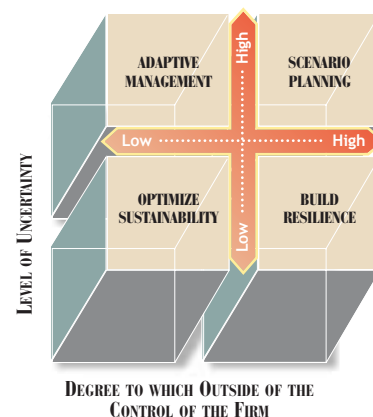 High
ADAPTIVE
MANAGEMENT
SCENARIO
PLANNING
Low
High
OPTIMIZE
SUSTAINABILITY
BUILD
RESILIENCE
Low
LEVEL OF UNCERTAINTY
DEGREE TO WHICH OUTSIDE OF THE
CONTROL OF THE FIRM